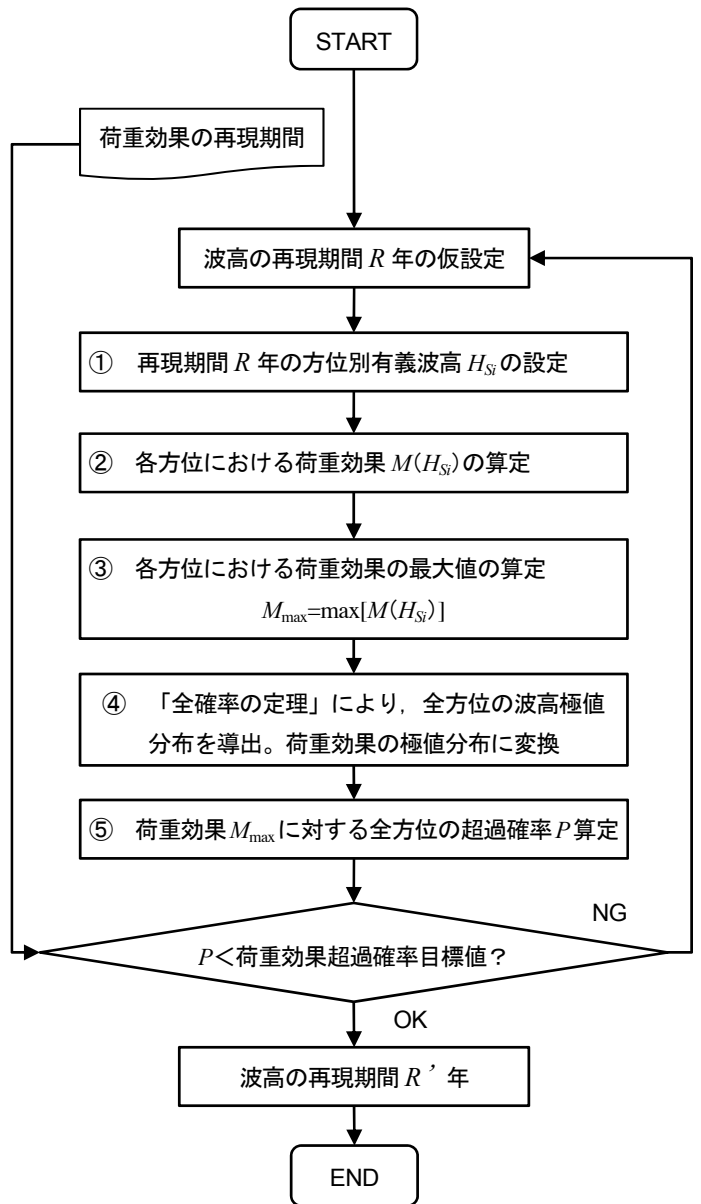 START
荷重効果の再現期間
波高の再現期間 R 年の仮設定
① 再現期間 R 年の方位別有義波高 HSiの設定
② 各方位における荷重効果 M(HSi)の算定
③ 各方位における荷重効果の最大値の算定
Mmax=max[M(HSi)]
④ 「全確率の定理」により，全方位の波高極値
分布を導出。荷重効果の極値分布に変換
⑤ 荷重効果Mmaxに対する全方位の超過確率P算定
NG
P＜荷重効果超過確率目標値？
OK
波高の再現期間 R’年
END